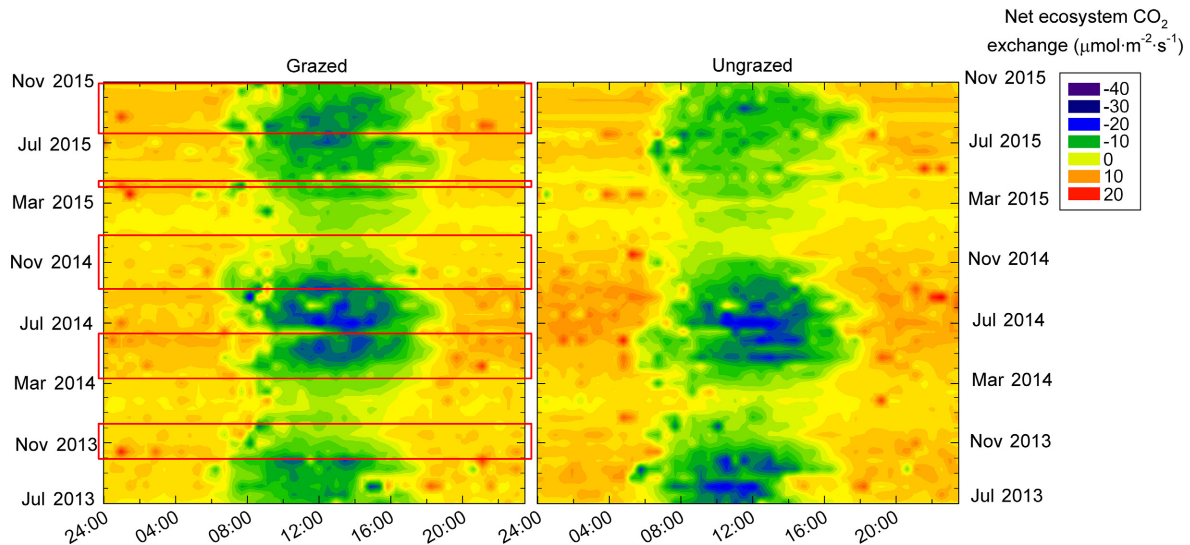 Net ecosystem CO₂
exchange (μmol·m⁻²·s⁻¹)
Grazed
Ungrazed
Nov 2015
Jul 2015
Mar 2015
Nov 2014
Jul 2014
Mar 2014
Nov 2013
Jul 2013
Nov 2015
Jul 2015
Mar 2015
Nov 2014
Jul 2014
Mar 2014
Nov 2013
Jul 2013
-40
-30
-20
-10
0
10
20
24:00 04:00 08:00 12:00 16:00 20:00 24:00 04:00 08:00 12:00 16:00 20:00